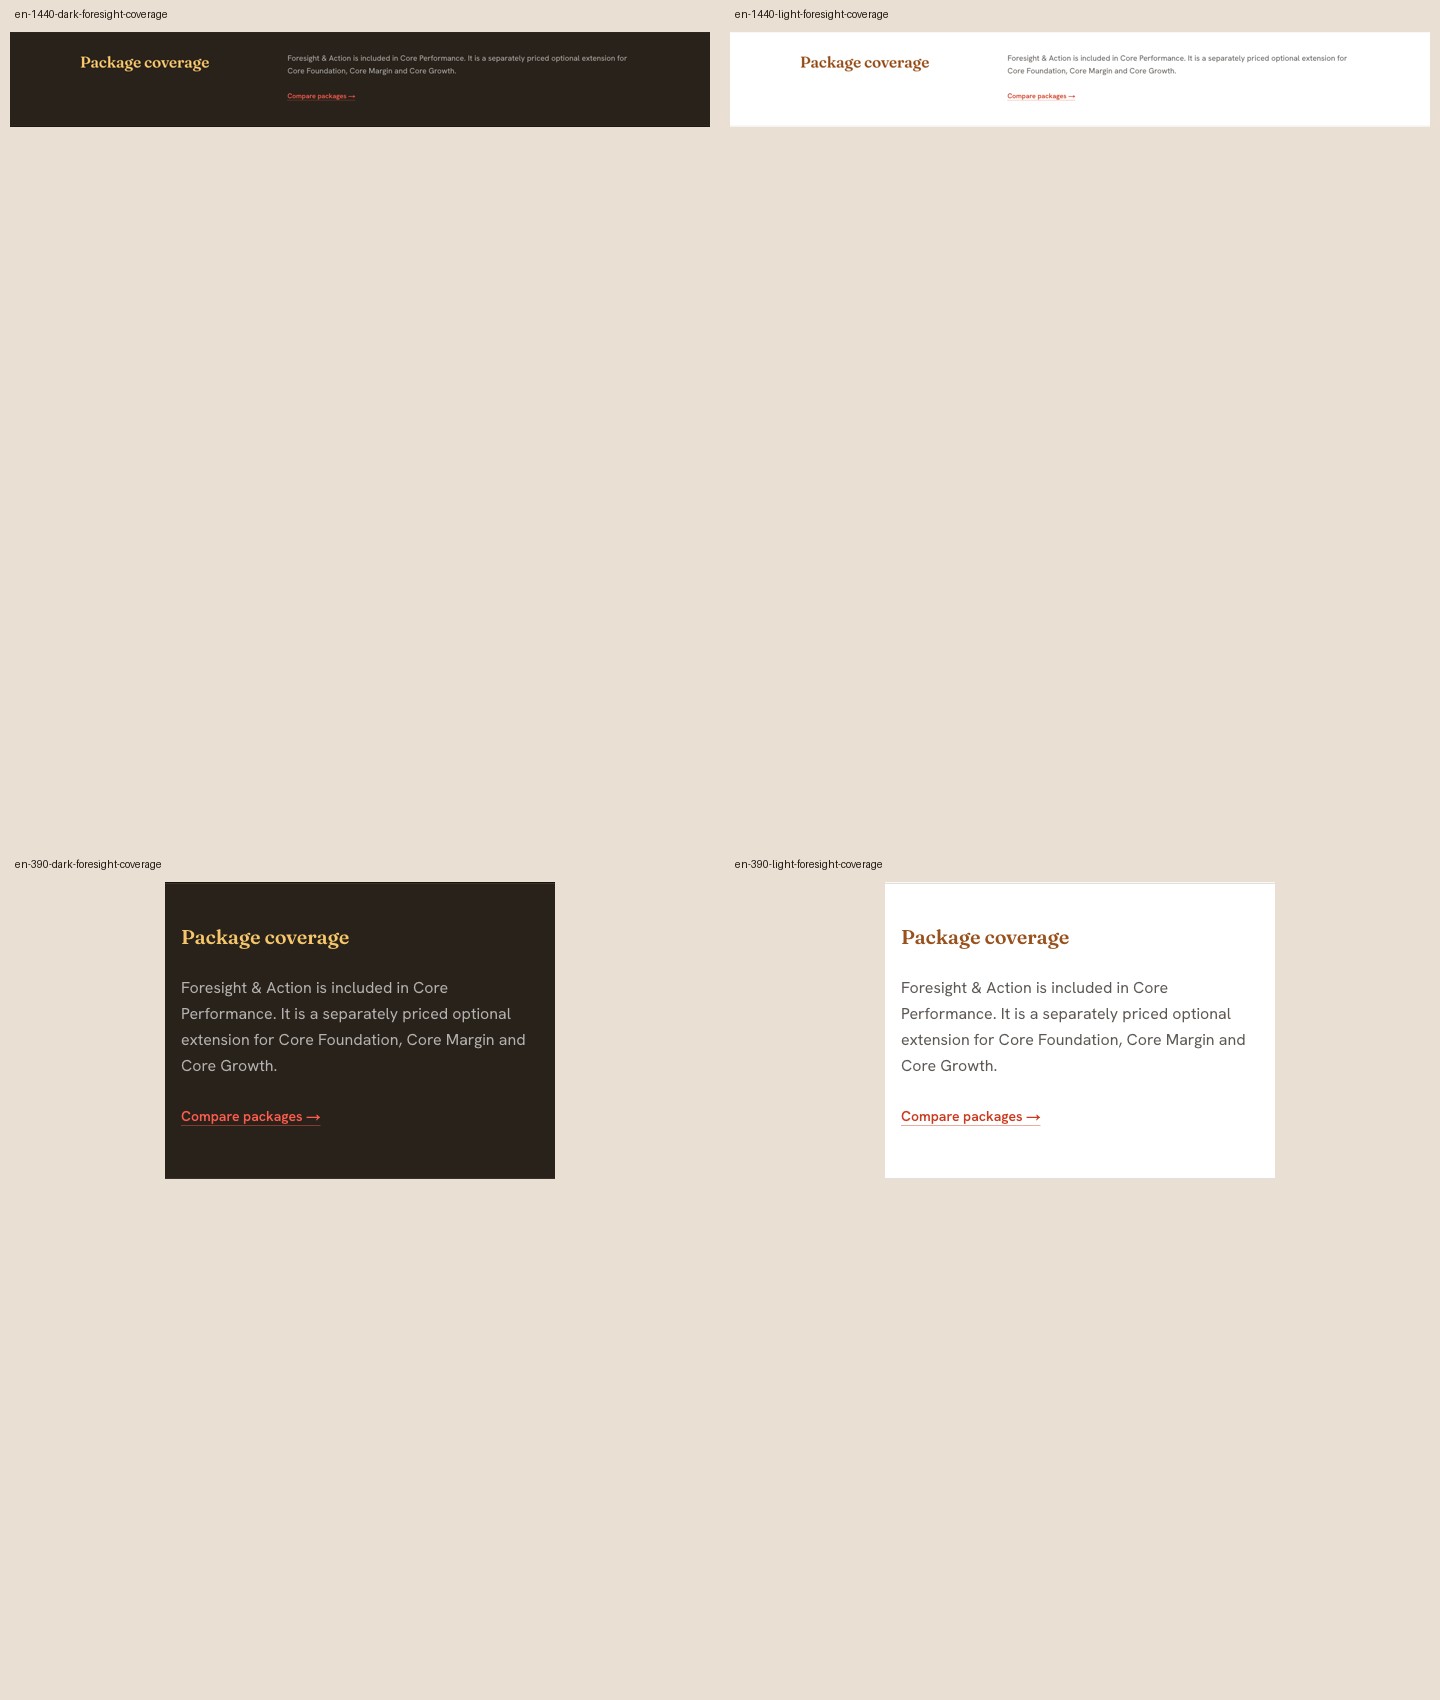 en-1440-dark-foresight-coverage
Package coverage
Foresight & Action is included in Core Performance. It is a separately priced optional extension for
Core Foundation, Core Margin and Core Growth.
Compare packages →
en-1440-light-foresight-coverage
Package coverage
Foresight & Action is included in Core Performance. It is a separately priced optional extension for
Core Foundation, Core Margin and Core Growth.
Compare packages →
en-390-dark-foresight-coverage
Package coverage
Foresight & Action is included in Core
Performance. It is a separately priced optional
extension for Core Foundation, Core Margin and
Core Growth.
Compare packages →
en-390-light-foresight-coverage
Package coverage
Foresight & Action is included in Core
Performance. It is a separately priced optional
extension for Core Foundation, Core Margin and
Core Growth.
Compare packages →